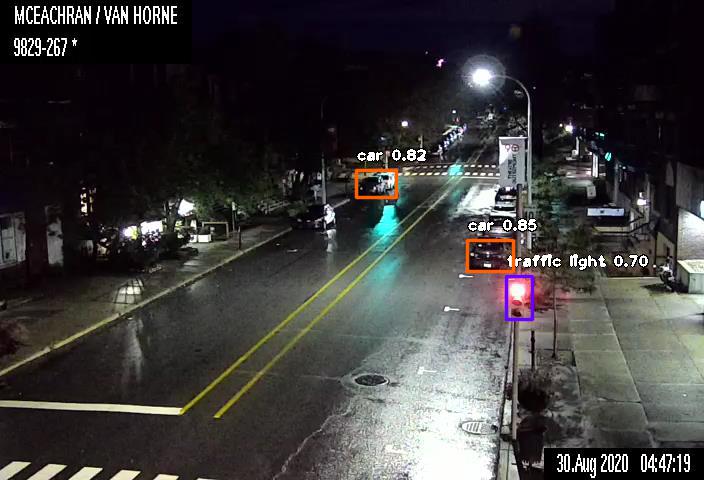 MCEACHRAN / VAN HORNE
9829-267 *
car 0.82
car 0.85
traffic light 0.70
30.Aug 2020 04:47:19